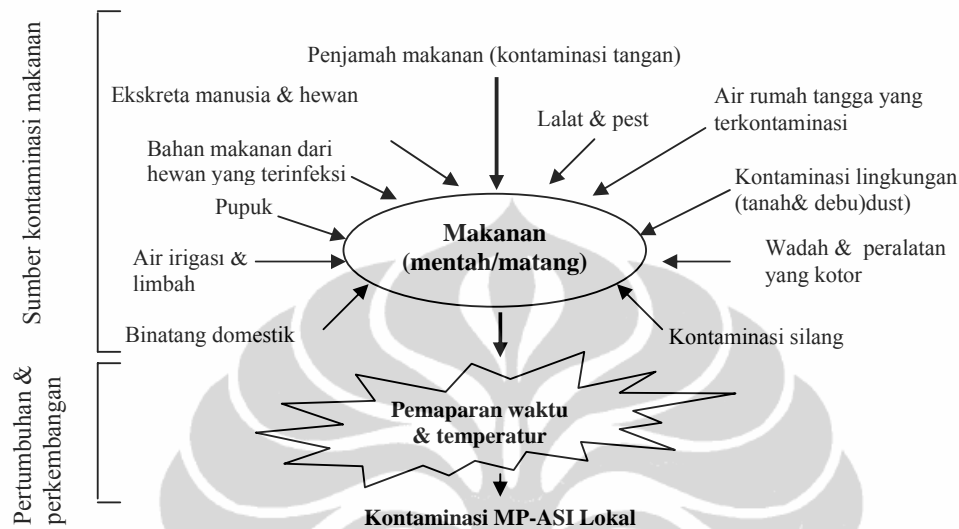 Sumber kontaminasi makanan
Penjamah makanan (kontaminasi tangan)
Ekskreta manusia & hewan
Lalat & pest
Air rumah tangga yang
terkontaminasi
Bahan makanan dari
hewan yang terinfeksi
Kontaminasi lingkungan
(tanah& debu)dust)
Pupuk
Makanan
(mentah/matang)
Air irigasi &
limbah
Wadah & peralatan
yang kotor
Binatang domestik
Kontaminasi silang
Pertumbuhan &
perkembangan
Pemaparan waktu
& temperatur
Kontaminasi MP-ASI Lokal